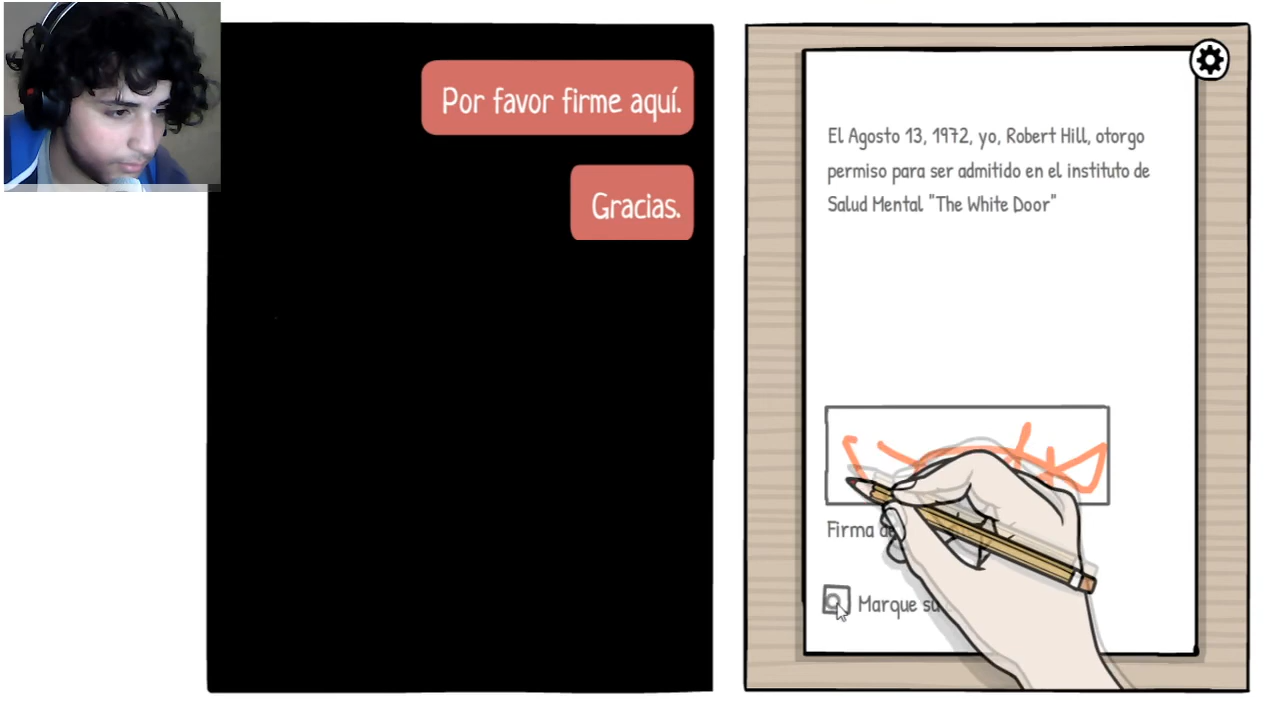 Por favor firme aquí.
Gracias.
El Agosto 13, 1972, yo, Robert Hill, otorgo
permiso para ser admitido en el instituto de
Salud Mental "The White Door"
Firma
Marque